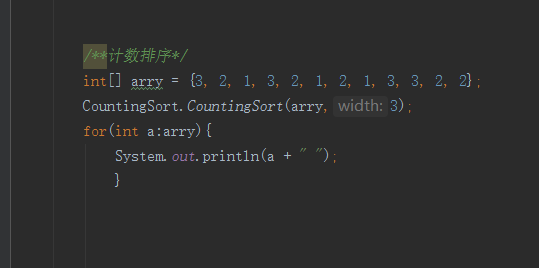 /**计数排序*/
int[] arry = {3, 2, 1, 3, 2, 1, 2, 1, 3, 3, 2, 2};
CountingSort.CountingSort(arry, width: 3);
for(int a:arry){
System.out.println(a + " ");
}